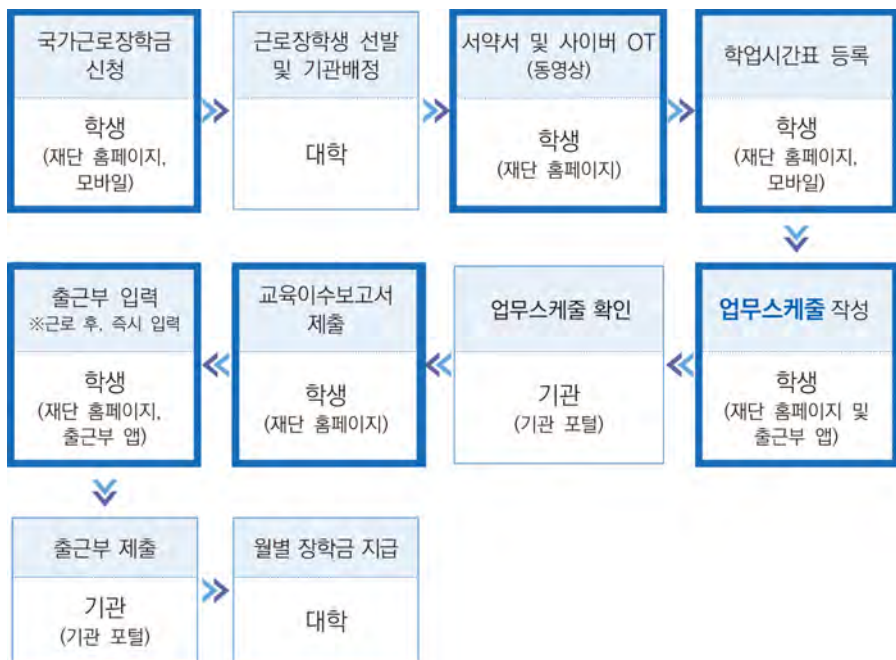 국가근로장학금
신청
학생
(재단 홈페이지,
모바일)
근로장학생 선발
및 기관배정
대학
서약서 및 사이버 OT
(동영상)
학생
(재단 홈페이지)
학업시간표 등록
학생
(재단 홈페이지,
모바일)
업무스케줄 작성
학생
(재단 홈페이지 및
출근부 앱)
업무스케줄 확인
기관
(기관 포털)
교육이수보고서
제출
학생
(재단 홈페이지)
출근부 입력
※근로 후, 즉시 입력
학생
(재단 홈페이지,
출근부 앱)
출근부 제출
기관
(기관 포털)
월별 장학금 지급
대학